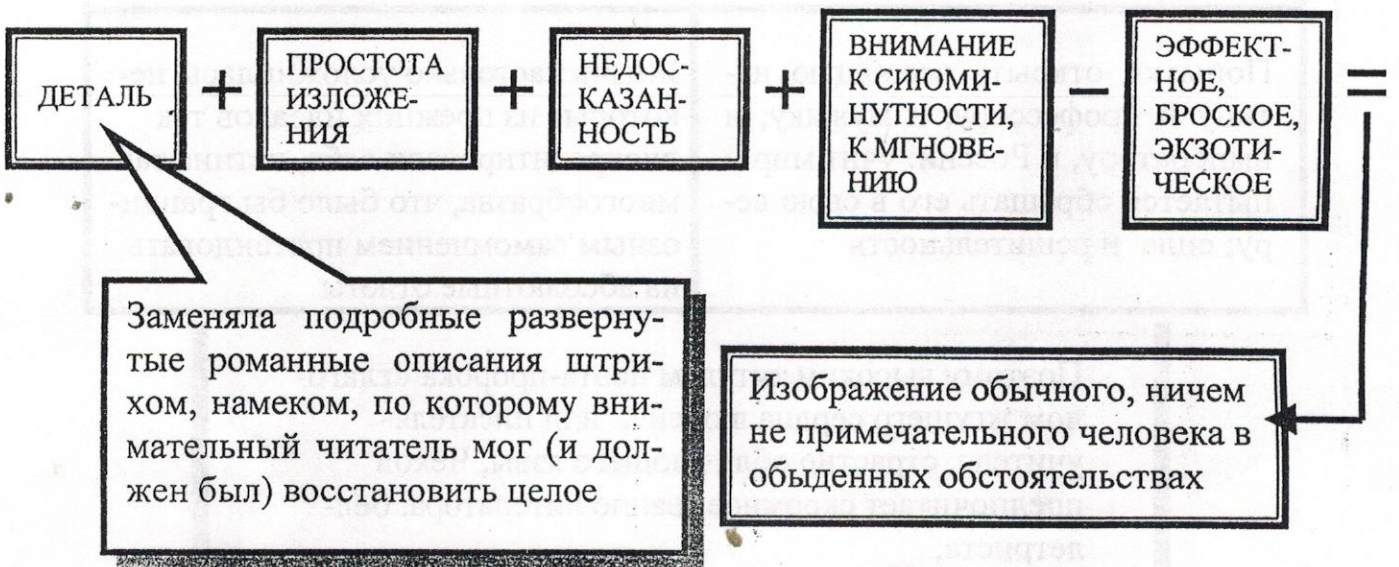 ДЕТАЛЬ
+
ПРОСТОТА
ИЗЛОЖЕ-
НИЯ
+
НЕДОС-
КАЗАН-
НОСТЬ
+
ВНИМАНИЕ
К СИЮМИ-
НУТНОСТИ,
К МГНОВЕ-
НИЮ
–
ЭФФЕКТ-
НОЕ,
БРОСКОЕ,
ЭКЗОТИ-
ЧЕСКОЕ
=
Заменяла подробные разверну-
тые романные описания штри-
хом, намеком, по которому вни-
мательный читатель мог (и дол-
жен был) восстановить целое
Изображение обычного, ничем
не примечательного человека в
обыденных обстоятельствах